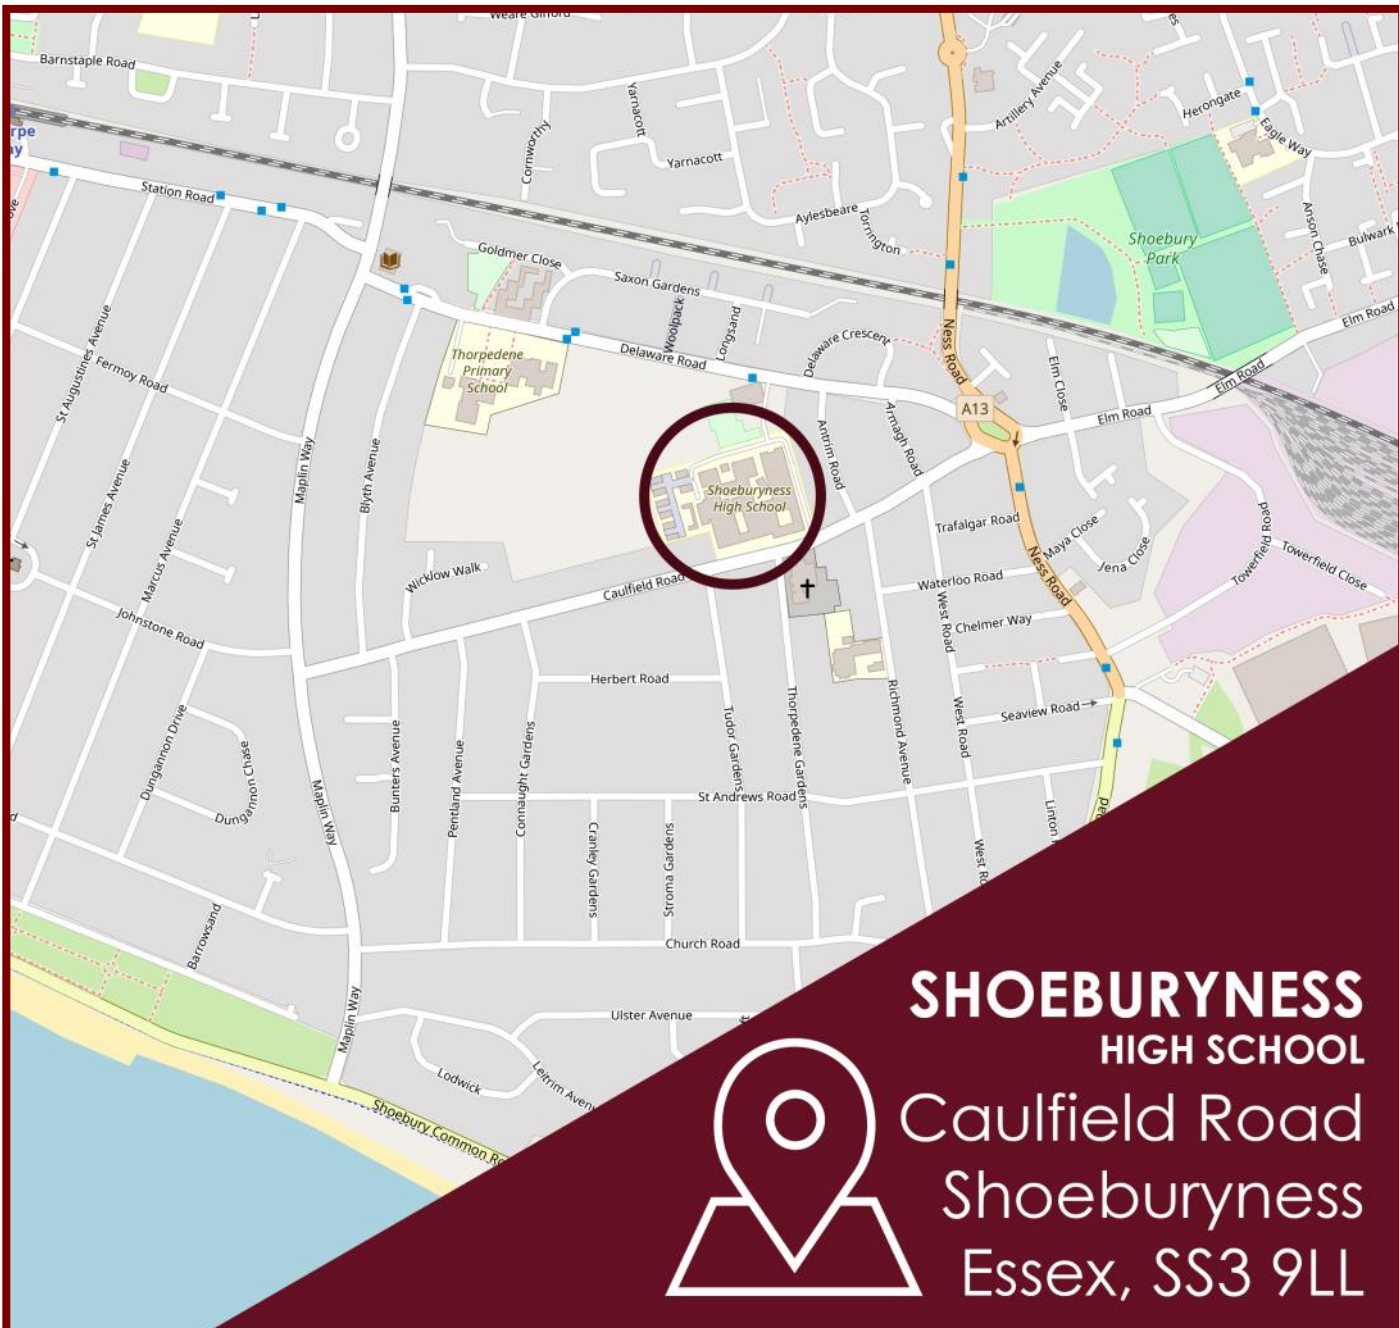 Weare Gifford
Barnstaple Road
Yarnacott
Cornworthy
Yarnacott
Artillery Avenue
Herongate
Eagle Way
Station Road
Aylesbeare
Torrington
Anson Chase
Bulwark
Shoebury
Park
Goldmer Close
Saxon Gardens
Woolpack
Longsand
Delaware Crescent
Ness Road
Elm Road
St Augustines Avenue
Fermoy Road
Thorpedene
Primary
School
Delaware Road
Elm Close
Elm Road
A13
Elm Road
Armagh Road
Antrim Road
Maplin Way
Blyth Avenue
St James Avenue
Marcus Avenue
Shoeburyness
High School
Trafalgar Road
Maya Close
Jena Close
Towerfield Road
Towerfield Close
Towerfield Road
Wicklow Walk
Caulfield Road
Waterloo Road
Ness Road
West Road
Chelmer Way
Johnstone Road
Herbert Road
Richmond Avenue
Thorpedene Gardens
Tudor Gardens
West Road
Seaview Road
Dungannon Drive
Dungannon Chase
Bunters Avenue
Pentland Avenue
Connaught Gardens
St Andrews Road
Maplin Way
Cranley Gardens
Stroma Gardens
Linton
West
Barrowsand
Church Road
Maplin Way
Ulster Avenue
Lodwick
Leitrim
Shoebury Common
SHOEBURYNESS
HIGH SCHOOL
Caulfield Road
Shoeburyness
Essex, SS3 9LL